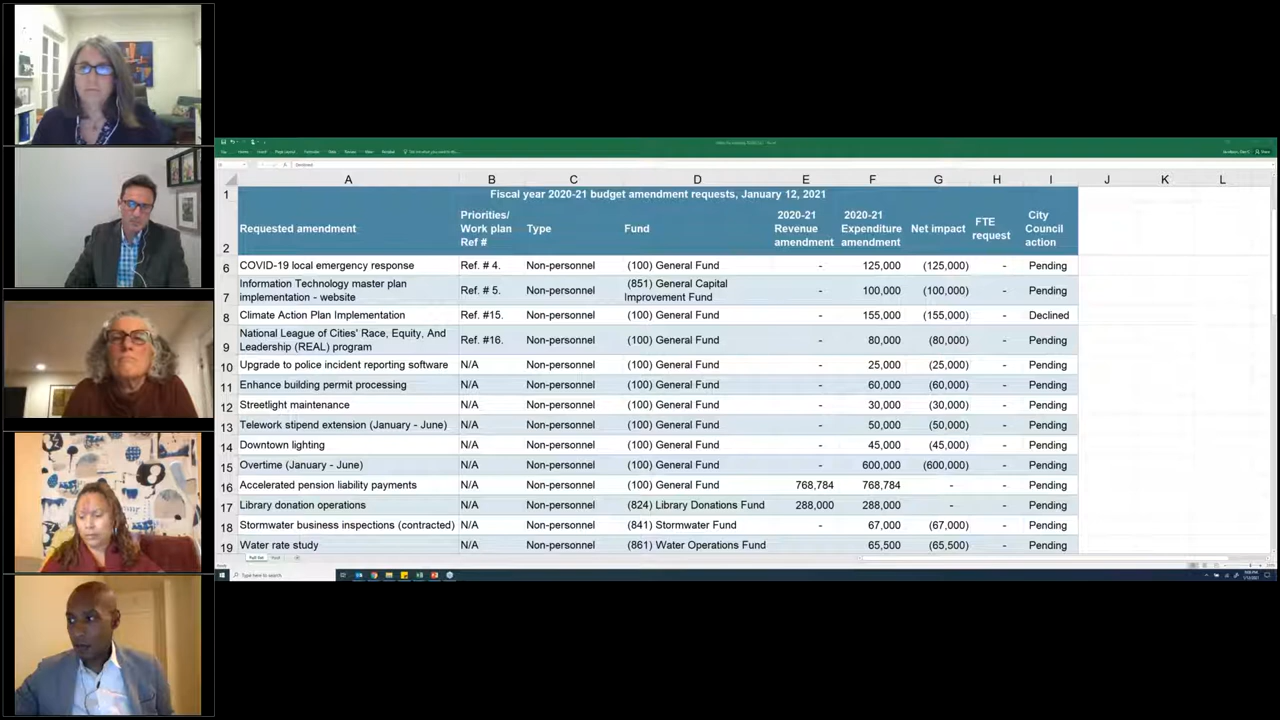 A B C D E F G H I J K L
1 Fiscal year 2020-21 budget amendment requests, January 12, 2021
2 Requested amendment Priorities/ Work plan Ref # Type Fund 2020-21 Revenue amendment 2020-21 Expenditure amendment Net impact FTE request City Council action
6 COVID-19 local emergency response Ref. # 4. Non-personnel (100) General Fund - 125,000 (125,000) - Pending
7 Information Technology master plan implementation - website Ref. # 5. Non-personnel (851) General Capital Improvement Fund - 100,000 (100,000) - Pending
8 Climate Action Plan Implementation Ref. #15. Non-personnel (100) General Fund - 155,000 (155,000) - Declined
9 National League of Cities' Race, Equity, And Leadership (REAL) program Ref. #16. Non-personnel (100) General Fund - 80,000 (80,000) - Pending
10 Upgrade to police incident reporting software N/A Non-personnel (100) General Fund - 25,000 (25,000) - Pending
11 Enhance building permit processing N/A Non-personnel (100) General Fund - 60,000 (60,000) - Pending
12 Streetlight maintenance N/A Non-personnel (100) General Fund - 30,000 (30,000) - Pending
13 Telework stipend extension (January - June) N/A Non-personnel (100) General Fund - 50,000 (50,000) - Pending
14 Downtown lighting N/A Non-personnel (100) General Fund - 45,000 (45,000) - Pending
15 Overtime (January - June) N/A Non-personnel (100) General Fund - 600,000 (600,000) - Pending
16 Accelerated pension liability payments N/A Non-personnel (100) General Fund 768,784 768,784 - - Pending
17 Library donation operations N/A Non-personnel (824) Library Donations Fund 288,000 288,000 - - Pending
18 Stormwater business inspections (contracted) N/A Non-personnel (841) Stormwater Fund - 67,000 (67,000) - Pending
19 Water rate study N/A Non-personnel (861) Water Operations Fund 65,500 (65,500) - Pending
Type here to search